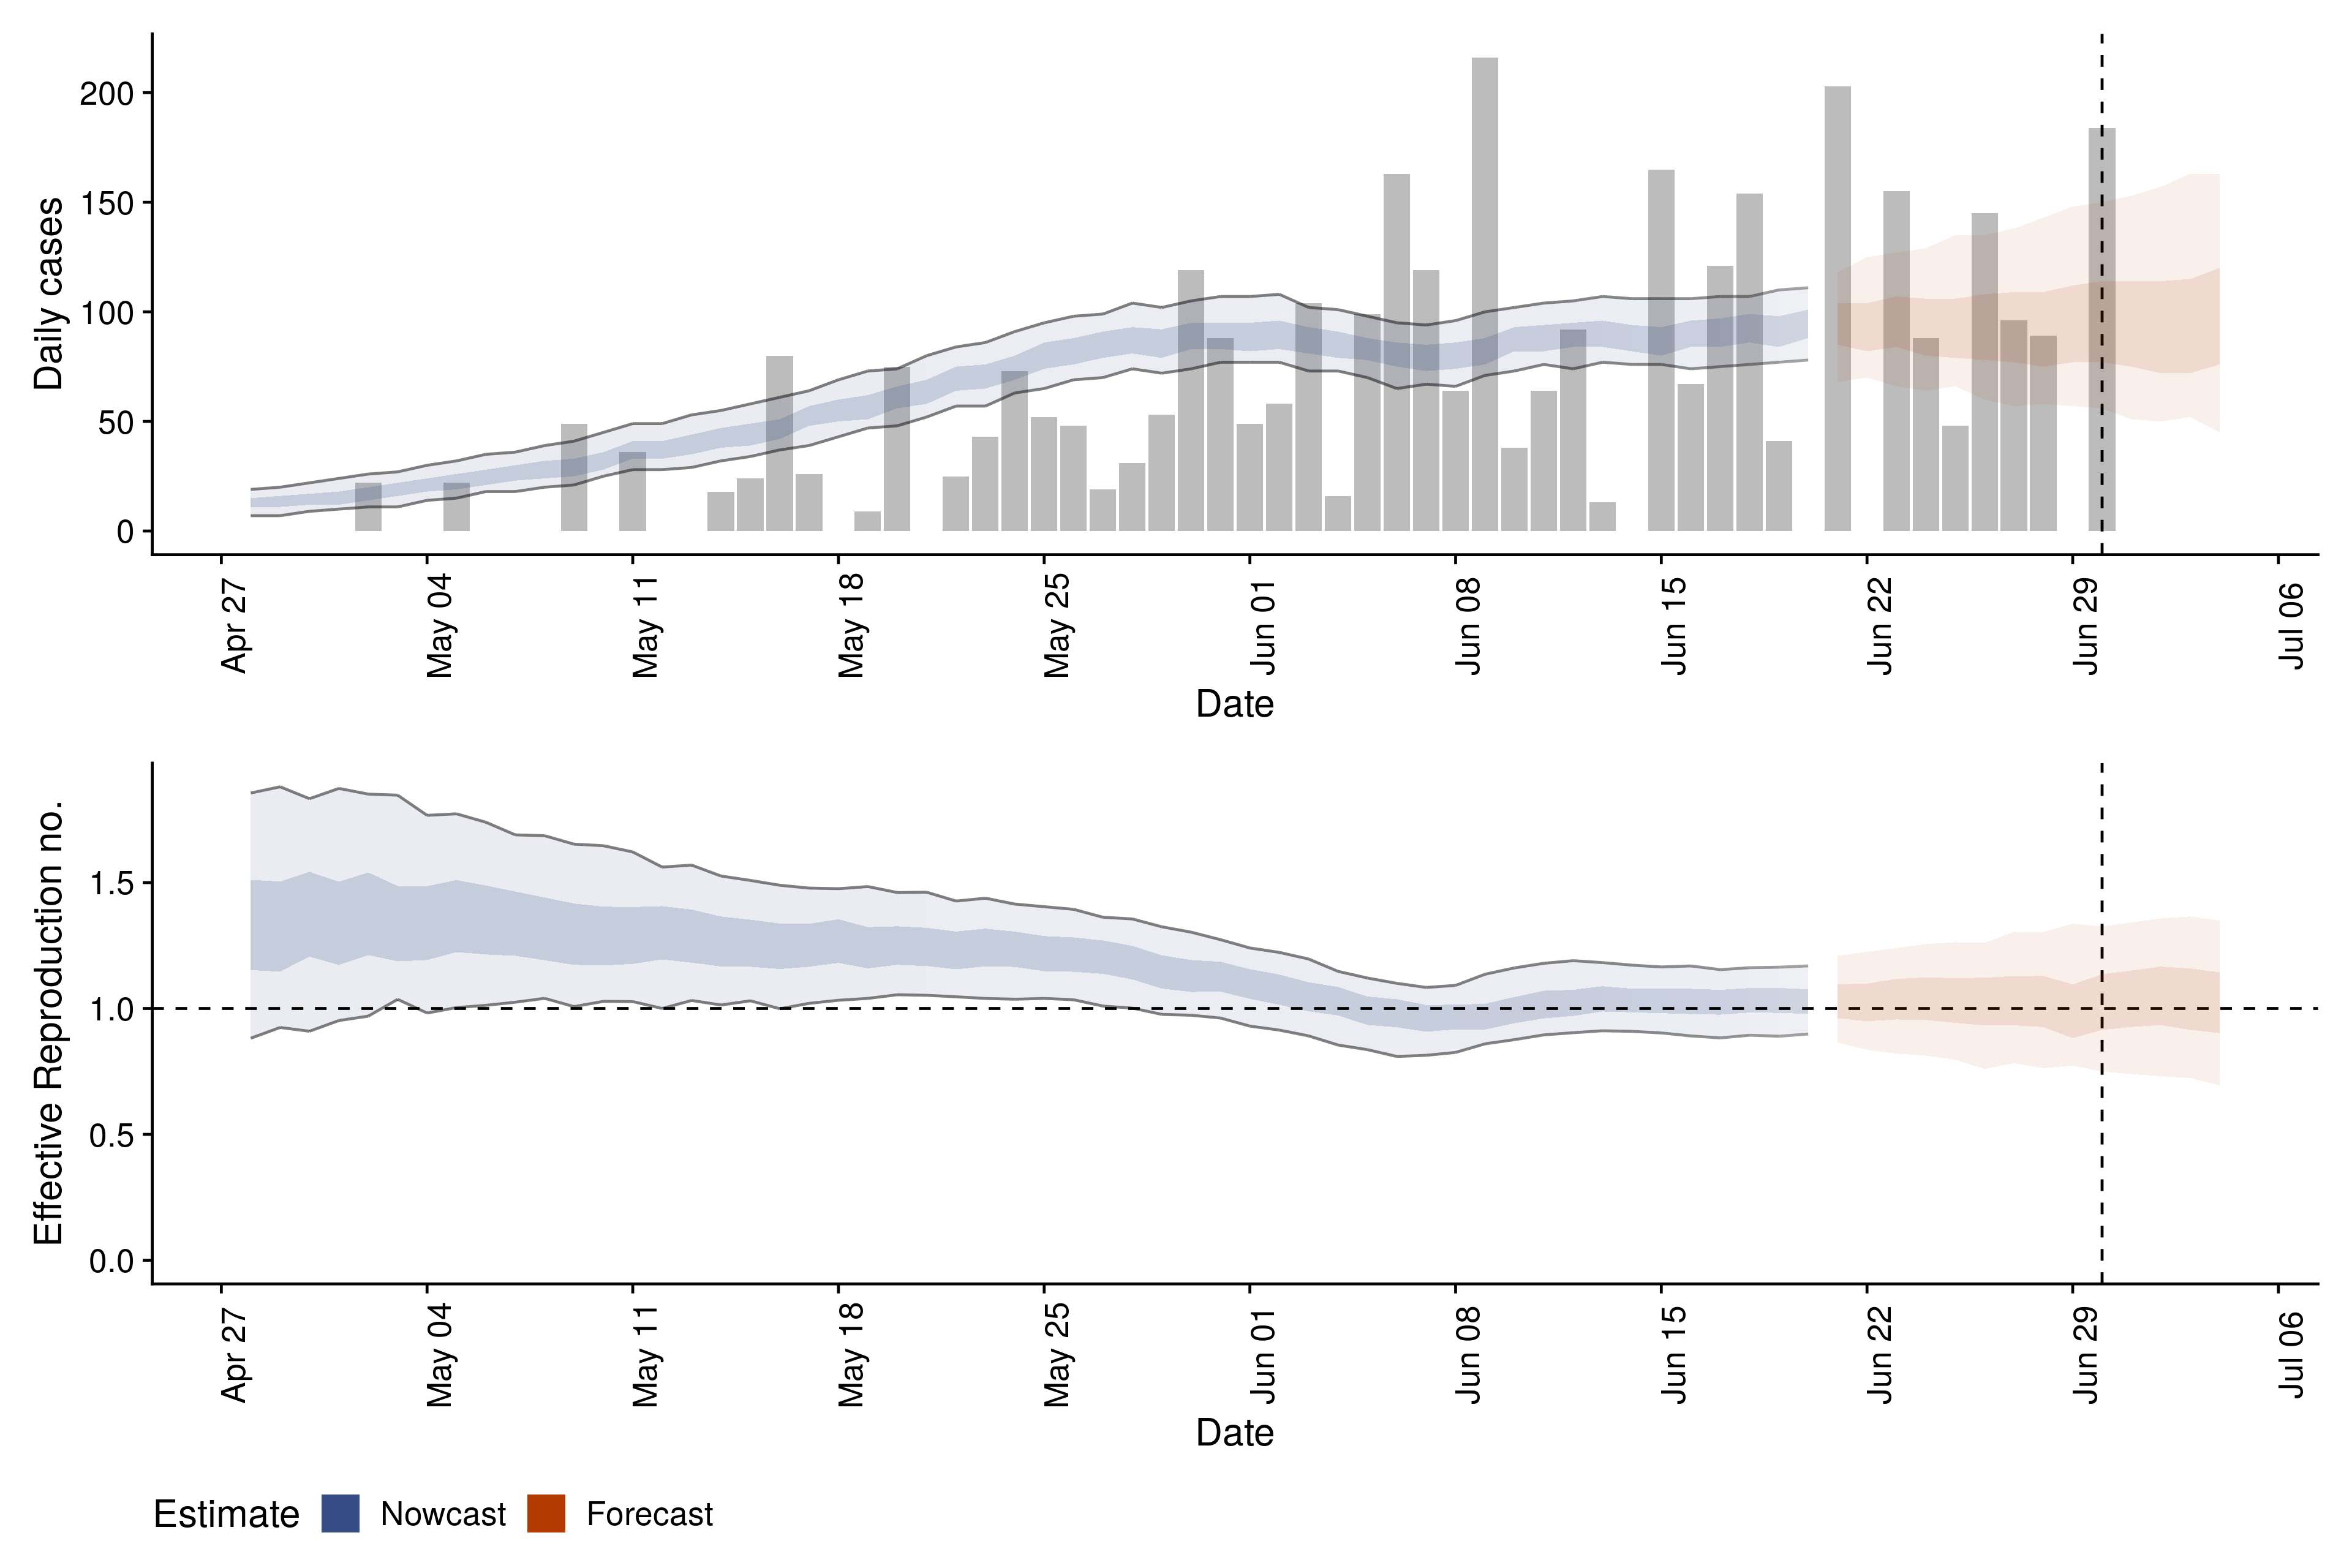 Daily cases
200
150
100
50
0
Apr 27
May 04
May 11
May 18
May 25
Jun 01
Jun 08
Jun 15
Jun 22
Jun 29
Jul 06
Date
Effective Reproduction no.
1.5
1.0
0.5
0.0
Apr 27
May 04
May 11
May 18
May 25
Jun 01
Jun 08
Jun 15
Jun 22
Jun 29
Jul 06
Date
Estimate Nowcast Forecast